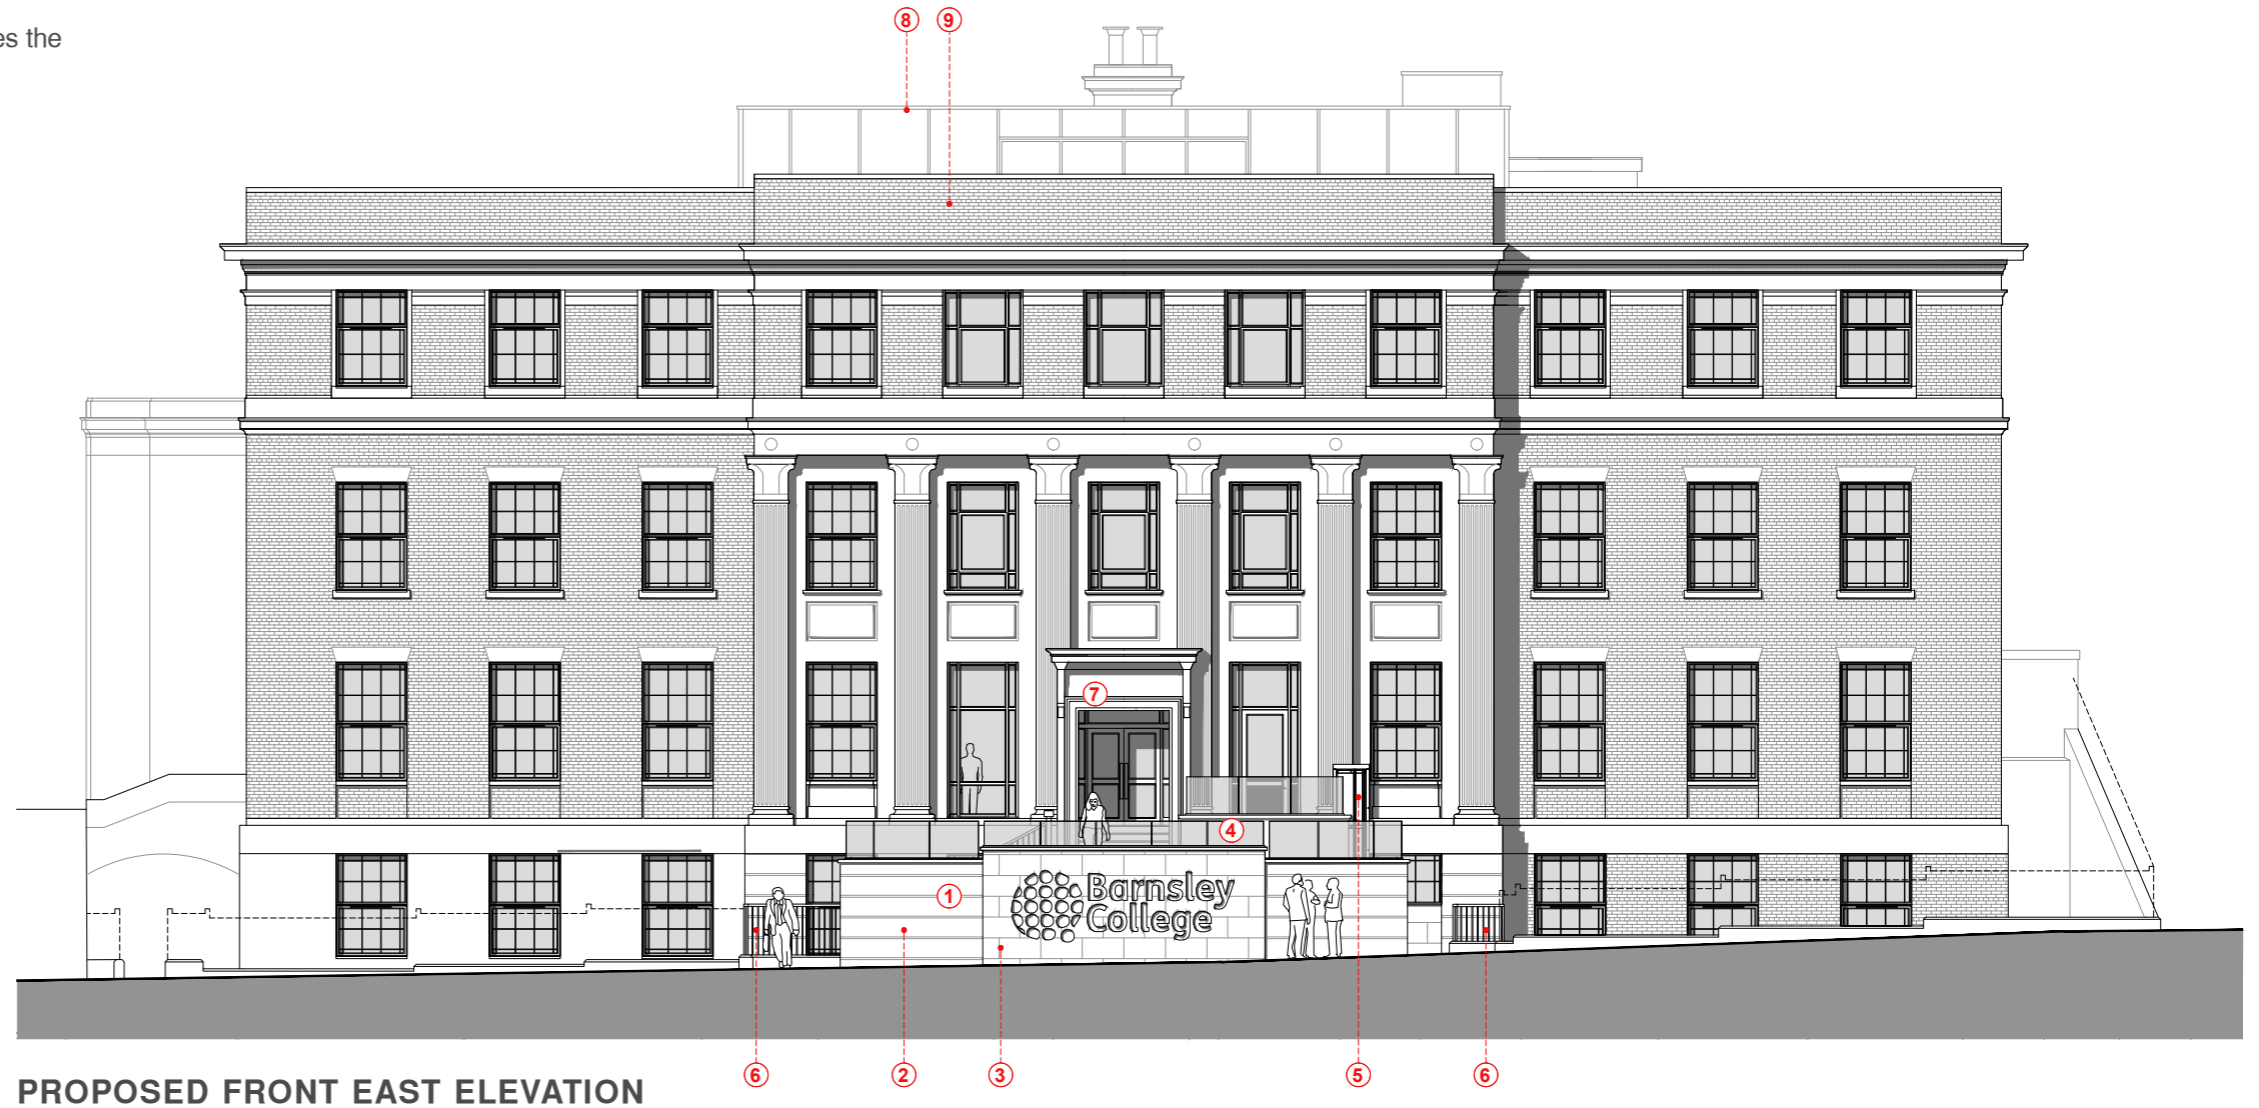 es the
8 9
7
4
1
Barnsley
College
6 2 3 5 6
PROPOSED FRONT EAST ELEVATION